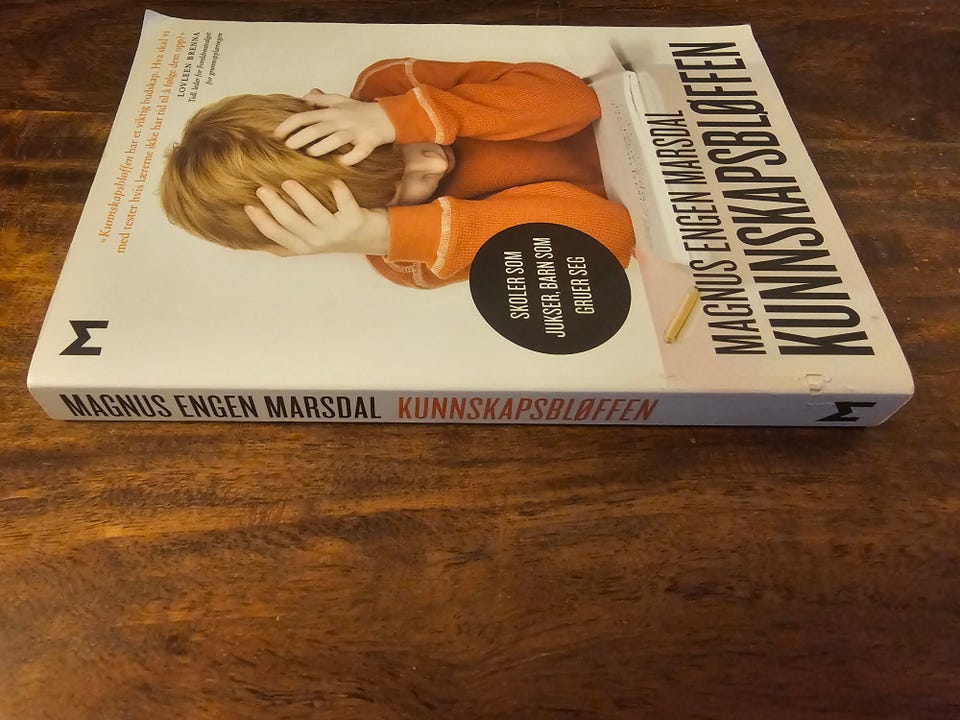 «Kunnskapsbløffen har et viktig budskap. Hva skal vi
med tester hvis lærerne ikke har tid til å følge dem opp?»
LOVLEEN BRENNA
Tidl. leder for Foreldreutvalget
for grunnopplæringen
SKOLER SOM
JUKSER, BARN SOM
GRUER SEG
MAGNUS ENGEN MARSDAL
KUNNSKAPSBLØFFEN
M
MAGNUS ENGEN MARSDAL KUNNSKAPSBLØFFEN M